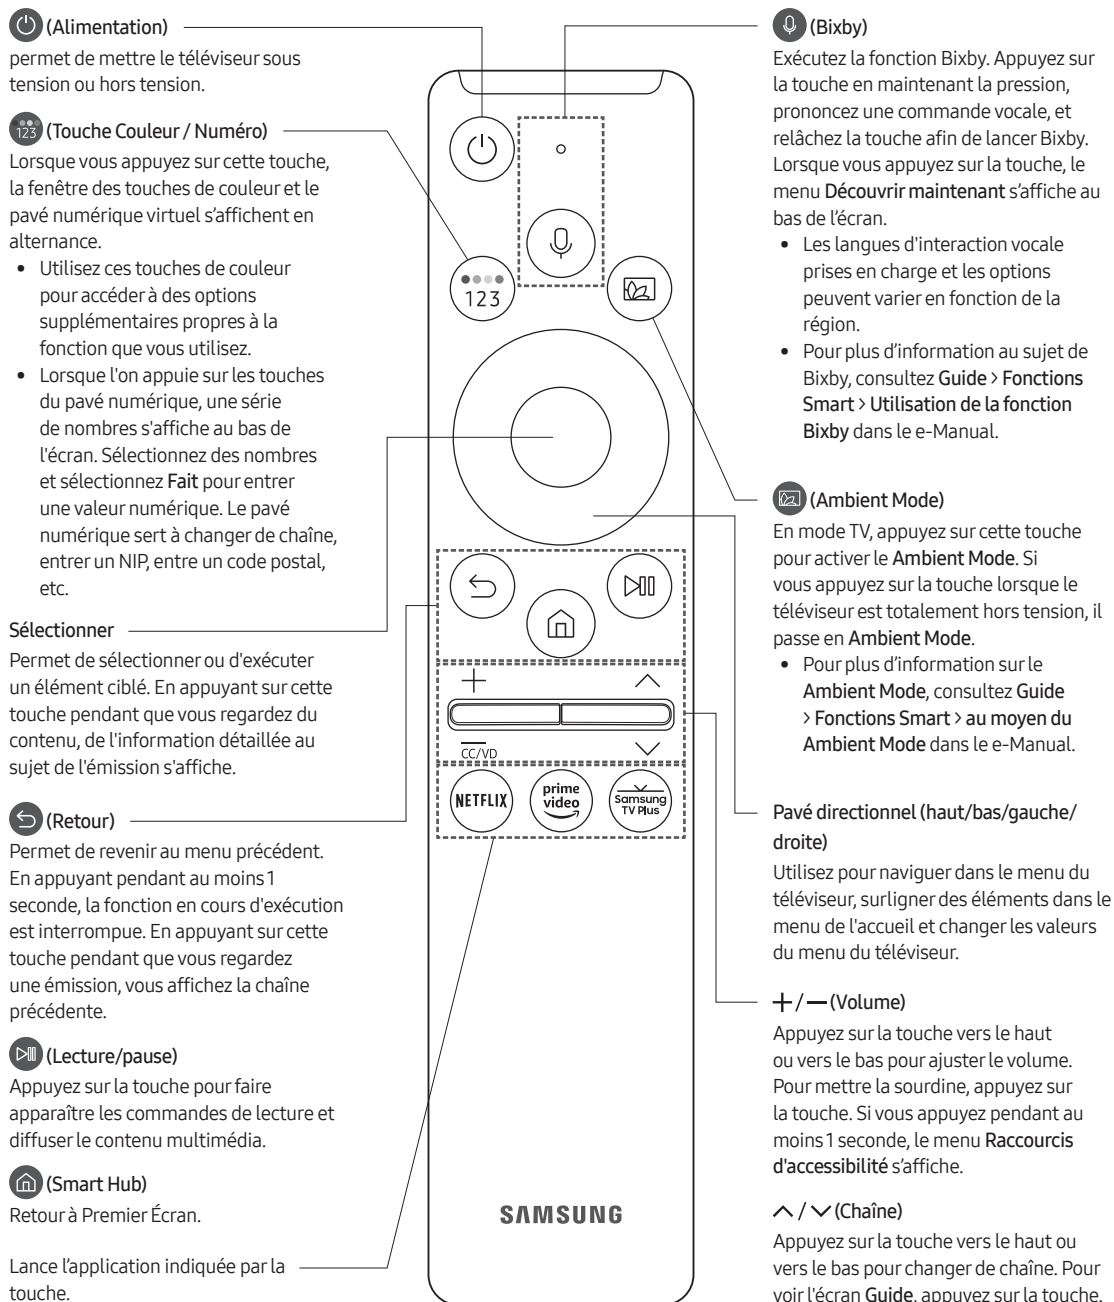 (Alimentation)
permet de mettre le téléviseur sous
tension ou hors tension.
123 (Touche Couleur / Numéro)
Lorsque vous appuyez sur cette touche,
la fenêtre des touches de couleur et le
pavé numérique virtuel s'affichent en
alternance.
• Utilisez ces touches de couleur
pour accéder à des options
supplémentaires propres à la
fonction que vous utilisez.
• Lorsque l'on appuie sur les touches
du pavé numérique, une série
de nombres s'affiche au bas de
l'écran. Sélectionnez des nombres
et sélectionnez Fait pour entrer
une valeur numérique. Le pavé
numérique sert à changer de chaîne,
entrer un NIP, entre un code postal,
etc.
Sélectionner
Permet de sélectionner ou d'exécuter
un élément ciblé. En appuyant sur cette
touche pendant que vous regardez du
contenu, de l'information détaillée au
sujet de l'émission s'affiche.
(Retour)
Permet de revenir au menu précédent.
En appuyant pendant au moins 1
seconde, la fonction en cours d'exécution
est interrompue. En appuyant sur cette
touche pendant que vous regardez
une émission, vous affichez la chaîne
précédente.
(Lecture/pause)
Appuyez sur la touche pour faire
apparaître les commandes de lecture et
diffuser le contenu multimédia.
(Smart Hub)
Retour à Premier Écran.
Lance l’application indiquée par la
touche.
123
CC/VD
NETFLIX
prime
video
Samsung
TV Plus
SAMSUNG
(Bixby)
Exécutez la fonction Bixby. Appuyez sur
la touche en maintenant la pression,
prononcez une commande vocale, et
relâchez la touche afin de lancer Bixby.
Lorsque vous appuyez sur la touche, le
menu Découvrir maintenant s’affiche au
bas de l’écran.
• Les langues d'interaction vocale
prises en charge et les options
peuvent varier en fonction de la
région.
• Pour plus d’information au sujet de
Bixby, consultez Guide > Fonctions
Smart > Utilisation de la fonction
Bixby dans le e-Manual.
(Ambient Mode)
En mode TV, appuyez sur cette touche
pour activer le Ambient Mode. Si
vous appuyez sur la touche lorsque le
téléviseur est totalement hors tension, il
passe en Ambient Mode.
• Pour plus d’information sur le
Ambient Mode, consultez Guide
> Fonctions Smart > au moyen du
Ambient Mode dans le e-Manual.
Pavé directionnel (haut/bas/gauche/
droite)
Utilisez pour naviguer dans le menu du
téléviseur, surligner des éléments dans le
menu de l'accueil et changer les valeurs
du menu du téléviseur.
+ / — (Volume)
Appuyez sur la touche vers le haut
ou vers le bas pour ajuster le volume.
Pour mettre la sourdine, appuyez sur
la touche. Si vous appuyez pendant au
moins 1 seconde, le menu Raccourcis
d'accessibilité s’affiche.
/ (Chaîne)
Appuyez sur la touche vers le haut ou
vers le bas pour changer de chaîne. Pour
voir l'écran Guide, appuyez sur la touche.